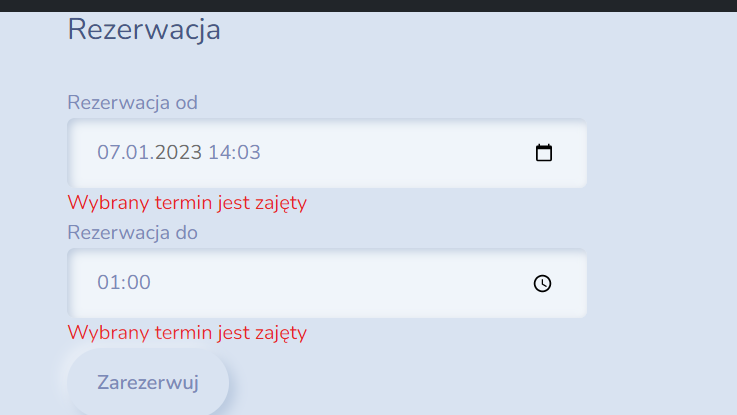 Rezerwacja
Rezerwacja od
07.01.2023 14:03
Wybrany termin jest zajęty
Rezerwacja do
01:00
Wybrany termin jest zajęty
Zarezerwuj